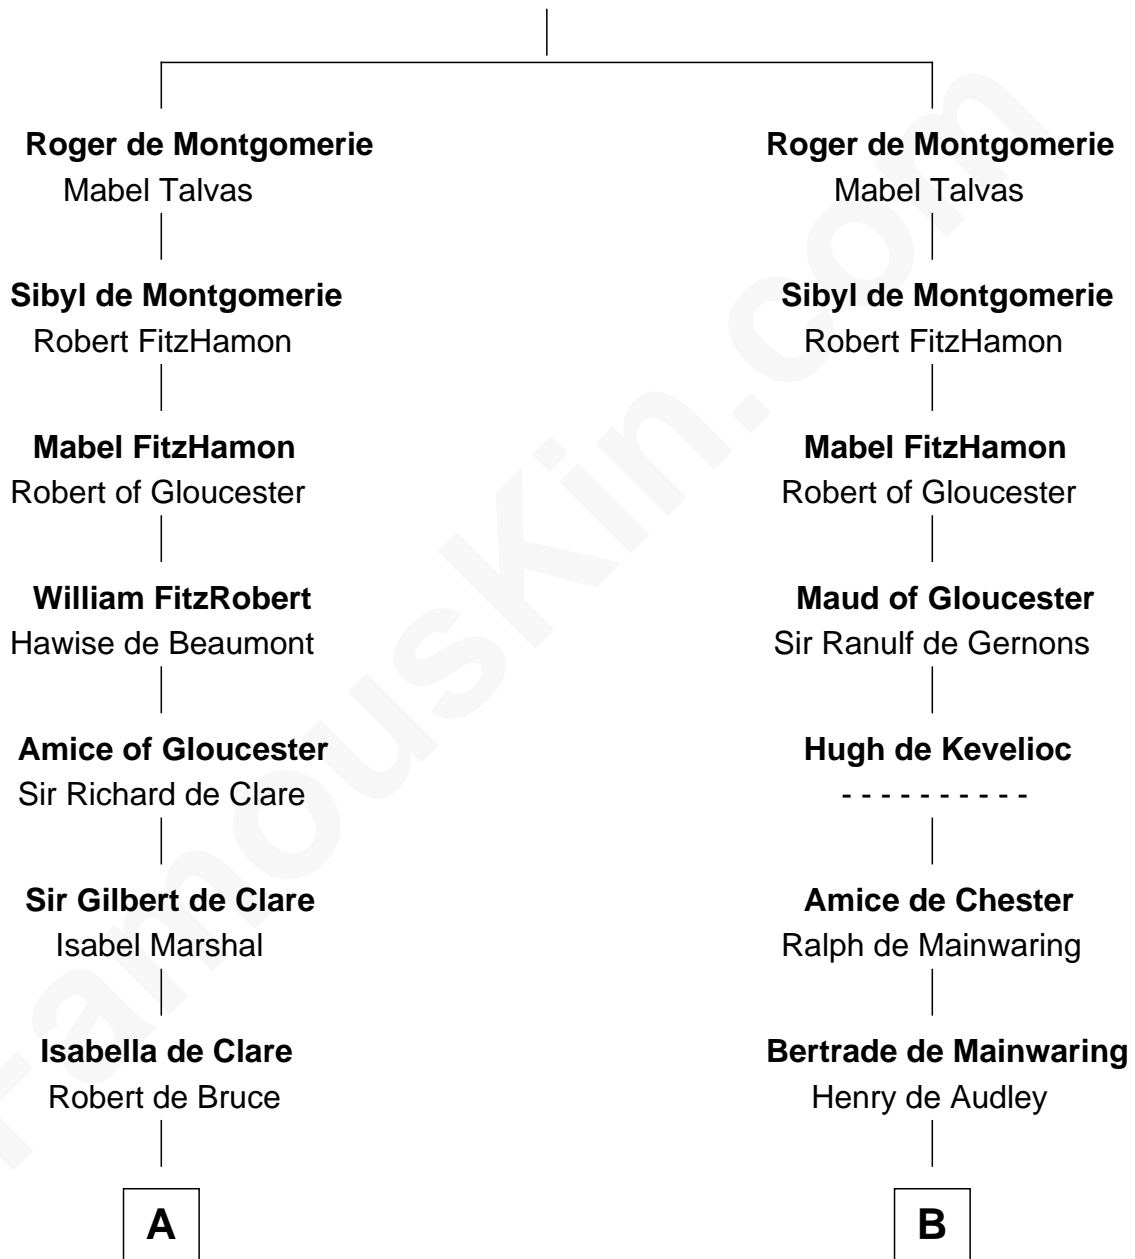 Roger de Montgomerie
Mabel Talvas
Sibyl de Montgomerie
Robert FitzHamon
Mabel FitzHamon
Robert of Gloucester
William FitzRobert
Hawise de Beaumont
Amice of Gloucester
Sir Richard de Clare
Sir Gilbert de Clare
Isabel Marshal
Isabella de Clare
Robert de Bruce
A
Roger de Montgomerie
Mabel Talvas
Sibyl de Montgomerie
Robert FitzHamon
Mabel FitzHamon
Robert of Gloucester
Maud of Gloucester
Sir Ranulf de Gernons
Hugh de Kevelioc
- - - - - - - - - -
Amice de Chester
Ralph de Mainwaring
Bertrade de Mainwaring
Henry de Audley
B
FamousKin.com